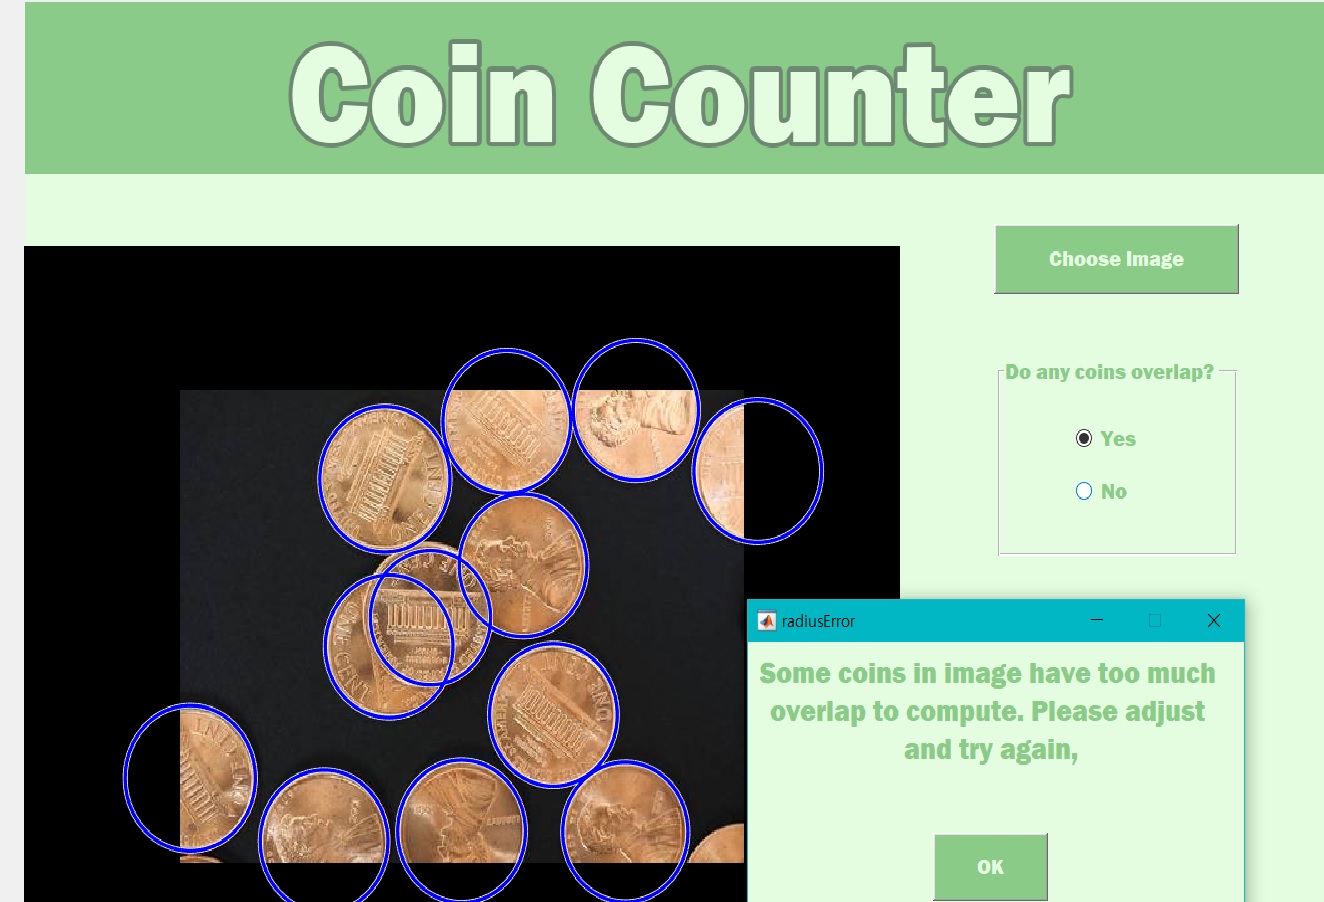 Coin Counter
Choose Image
Do any coins overlap?
Yes
No
radiusError
Some coins in image have too much
overlap to compute. Please adjust
and try again,
OK